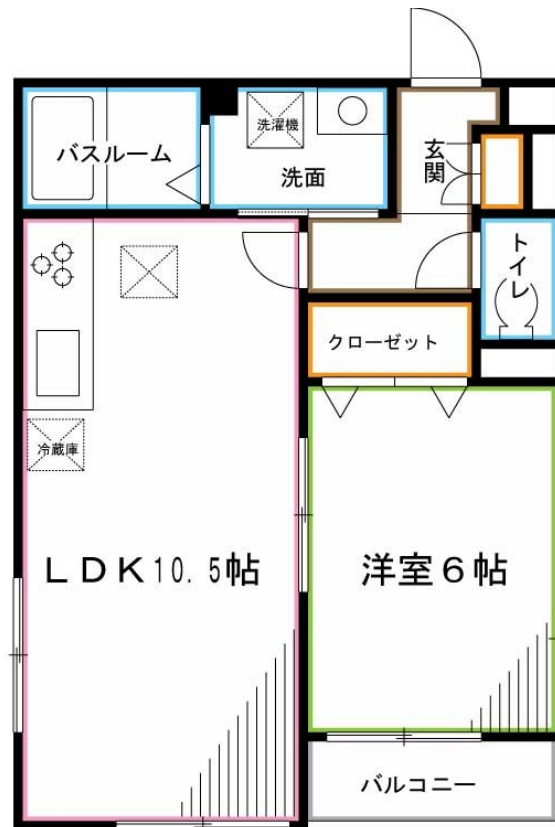 バスルーム
洗濯機
洗面
玄関
トイレ
クローゼット
冷蔵庫
LDK10.5帖
洋室6帖
バルコニー